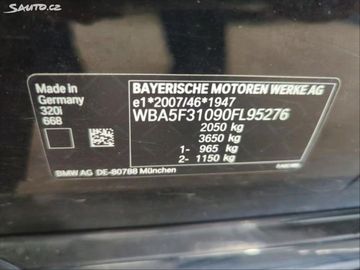 Sauto.cz
Made in
Germany
320i
668
BAYERISCHE MOTOREN WERKE AG
e1*2007/46*1947
WBA5F31090FL95276
2050 kg
3650 kg
1- 965 kg
2- 1150 kg
BMW AG DE-80788 München